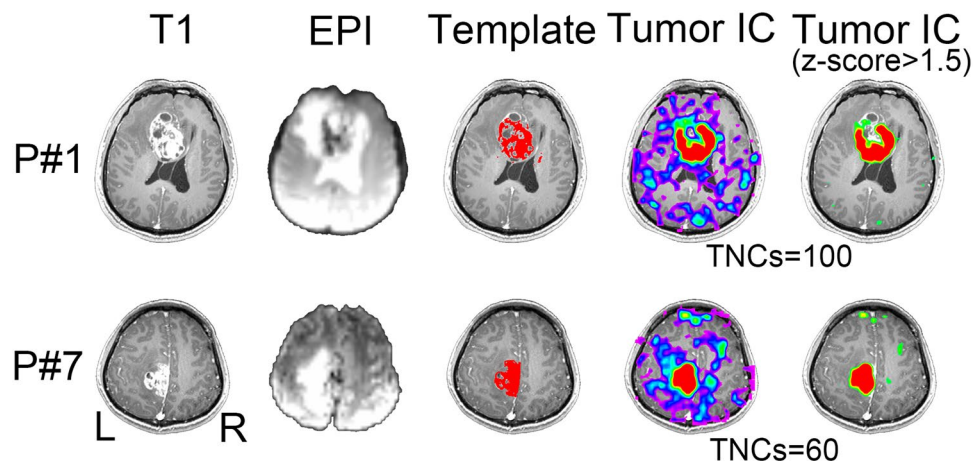 T1 EPI Template Tumor IC Tumor IC
(z-score>1.5)
P#1
TNCs=100
P#7
L R
TNCs=60